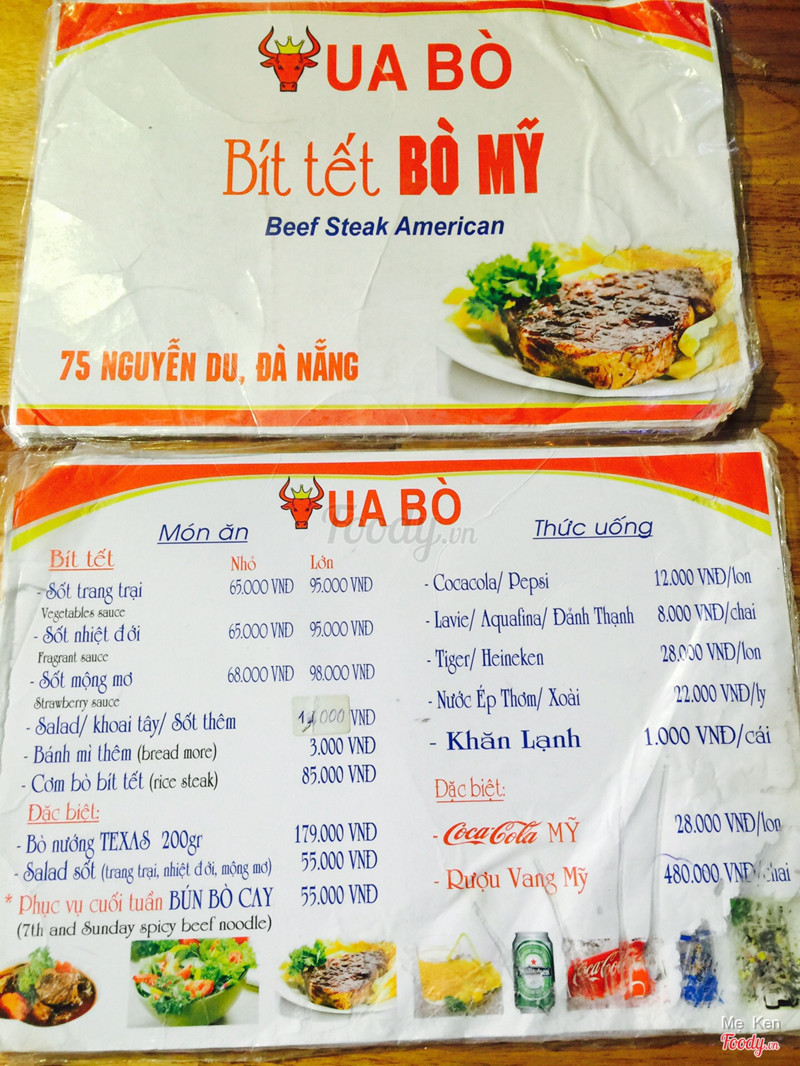 UA BÒ
Bít tết BÒ MỸ
Beef Steak American
75 NGUYỄN DU, ĐÀ NẴNG
UA BÒ
Foody.vn
Món ăn
Bít tết Nhỏ Lớn
- Sốt trang trại 65.000 VNĐ 95.000 VNĐ
Vegetables sauce
- Sốt nhiệt đới 65.000 VNĐ 95.000 VNĐ
Fragrant sauce
- Sốt mộng mơ 68.000 VNĐ 98.000 VNĐ
Strawberry sauce
- Salad/ khoai tây/ Sốt thêm VNĐ
- Bánh mì thêm (bread more) 3.000 VNĐ
- Cơm bò bít tết (rice steak) 85.000 VNĐ
Đặc biệt:
- Bò nướng TEXAS 200gr 179.000 VNĐ
- Salad sốt (trang trại, nhiệt đới, mộng mơ) 55.000 VNĐ
* Phục vụ cuối tuần BÚN BÒ CAY 55.000 VNĐ
(7th and Sunday spicy beef noodle)
Thức uống
- Cocacola/ Pepsi 12.000 VNĐ/lon
- Lavie/ Aquafina/ Đảnh Thạnh 8.000 VNĐ/chai
- Tiger/ Heineken 28.000 VNĐ/lon
- Nước Ép Thơm/ Xoài 22.000 VNĐ/ly
- Khăn Lạnh 1.000 VNĐ/cái
Đặc biệt:
- Coca-Cola MỸ 28.000 VNĐ/lon
- Rượu Vang Mỹ 480.000 VNĐ/chai
Heineken
Coca-Cola
Me Ken
Foody.vn